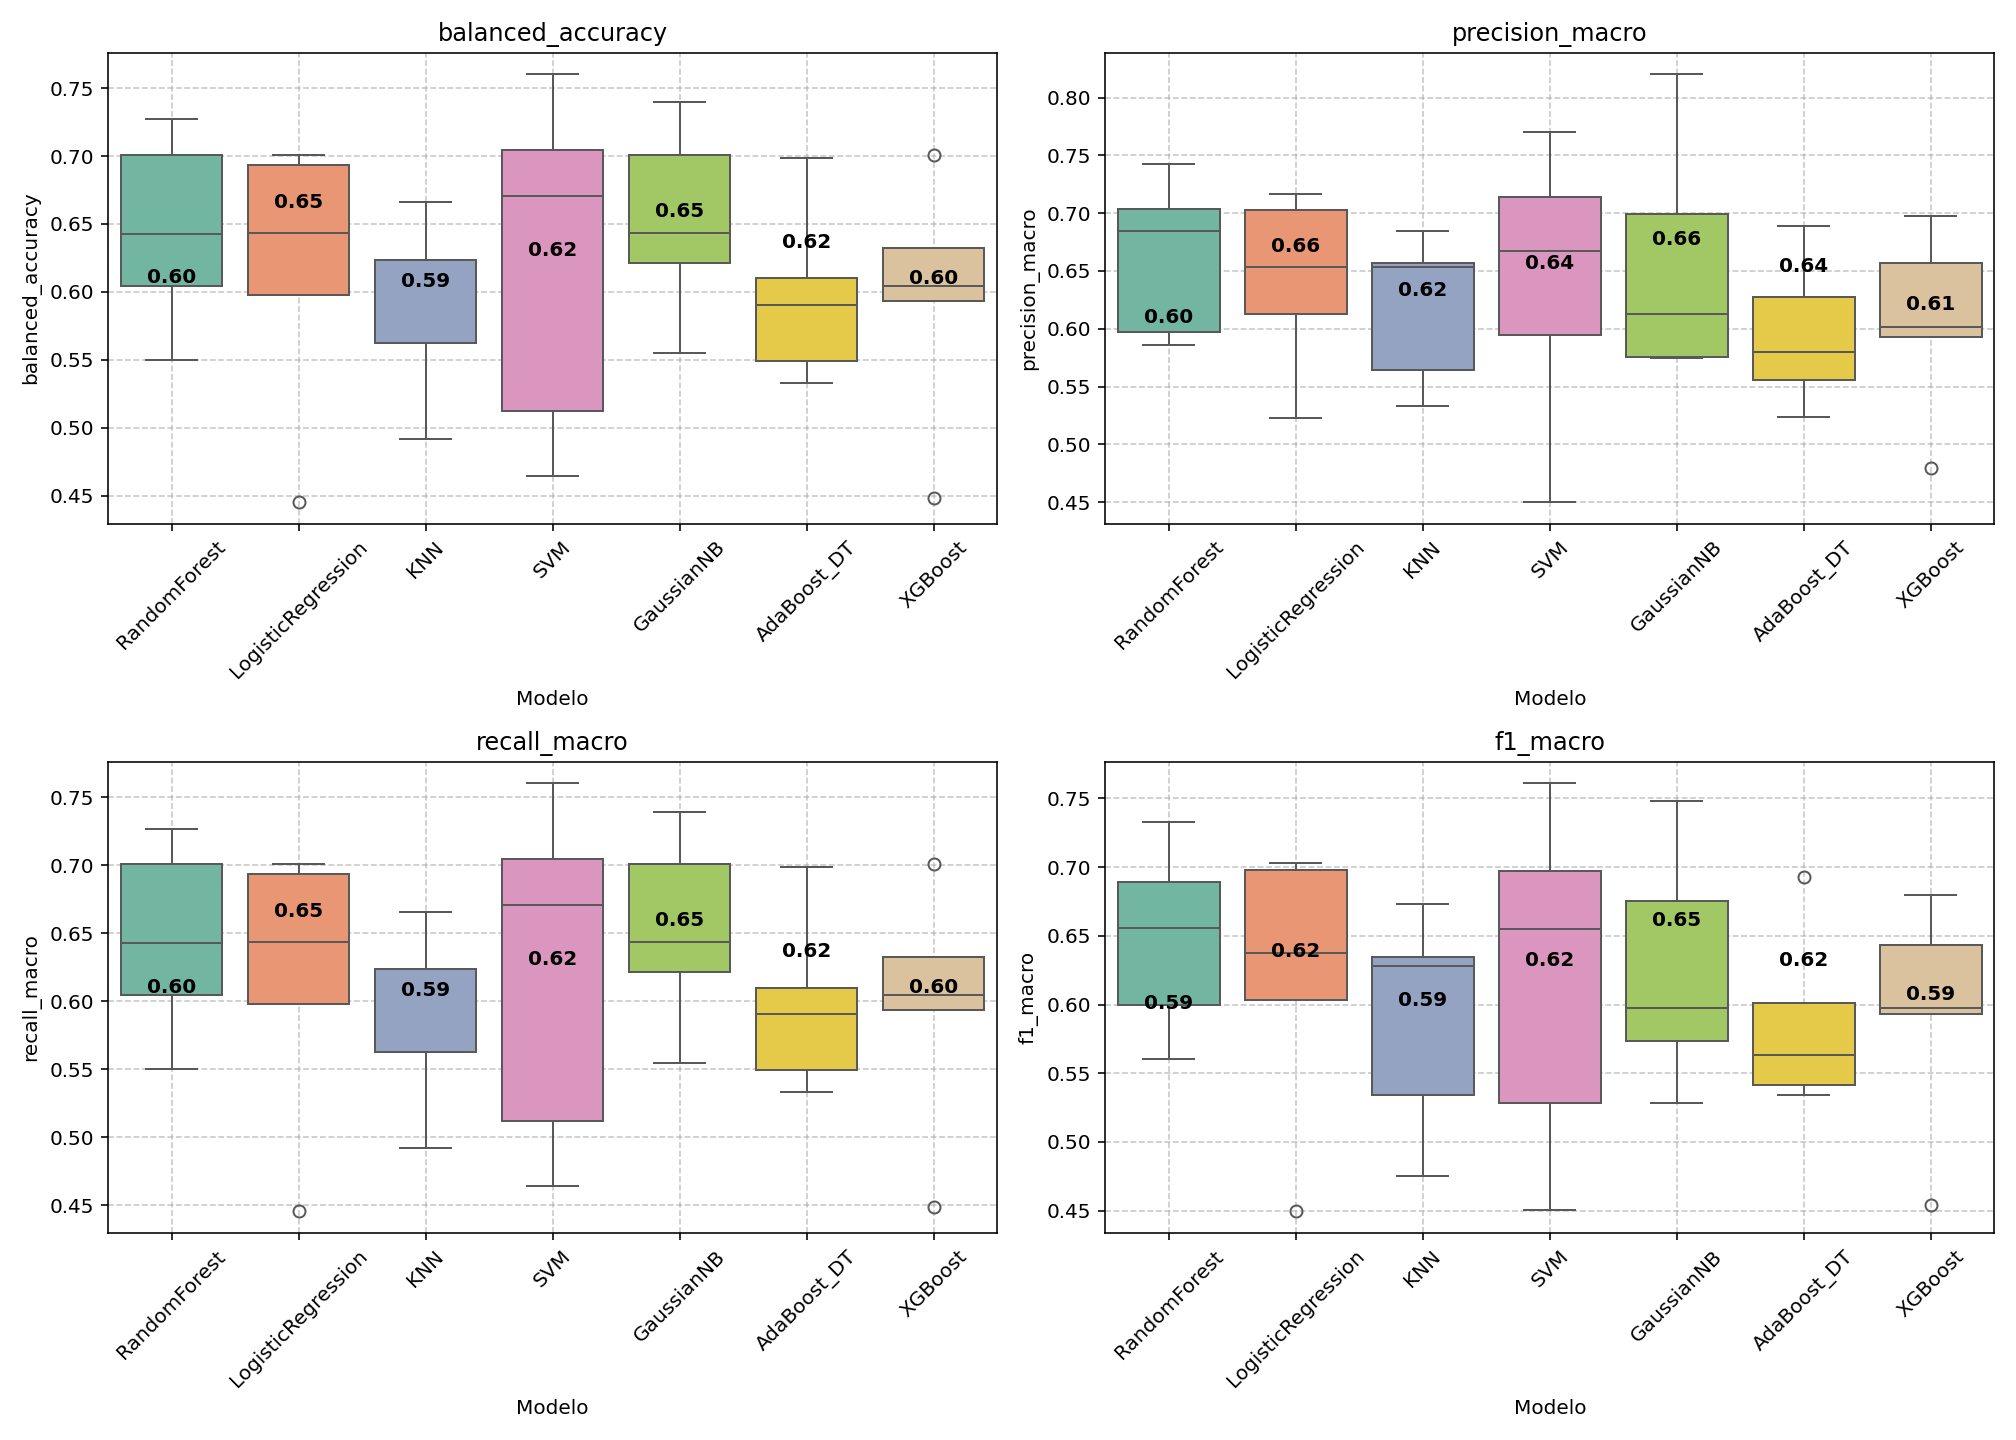 balanced_accuracy
balanced_accuracy
0.75
0.70
0.65
0.60
0.55
0.50
0.45
0.60
0.65
0.59
0.62
0.65
0.62
0.60
RandomForest
LogisticRegression
KNN
SVM
GaussianNB
AdaBoost_DT
XGBoost
Modelo
precision_macro
precision_macro
0.80
0.75
0.70
0.65
0.60
0.55
0.50
0.45
0.60
0.66
0.62
0.64
0.66
0.64
0.61
RandomForest
LogisticRegression
KNN
SVM
GaussianNB
AdaBoost_DT
XGBoost
Modelo
recall_macro
recall_macro
0.75
0.70
0.65
0.60
0.55
0.50
0.45
0.60
0.65
0.59
0.62
0.65
0.62
0.60
RandomForest
LogisticRegression
KNN
SVM
GaussianNB
AdaBoost_DT
XGBoost
Modelo
f1_macro
f1_macro
0.75
0.70
0.65
0.60
0.55
0.50
0.45
0.59
0.62
0.59
0.62
0.65
0.62
0.59
RandomForest
LogisticRegression
KNN
SVM
GaussianNB
AdaBoost_DT
XGBoost
Modelo